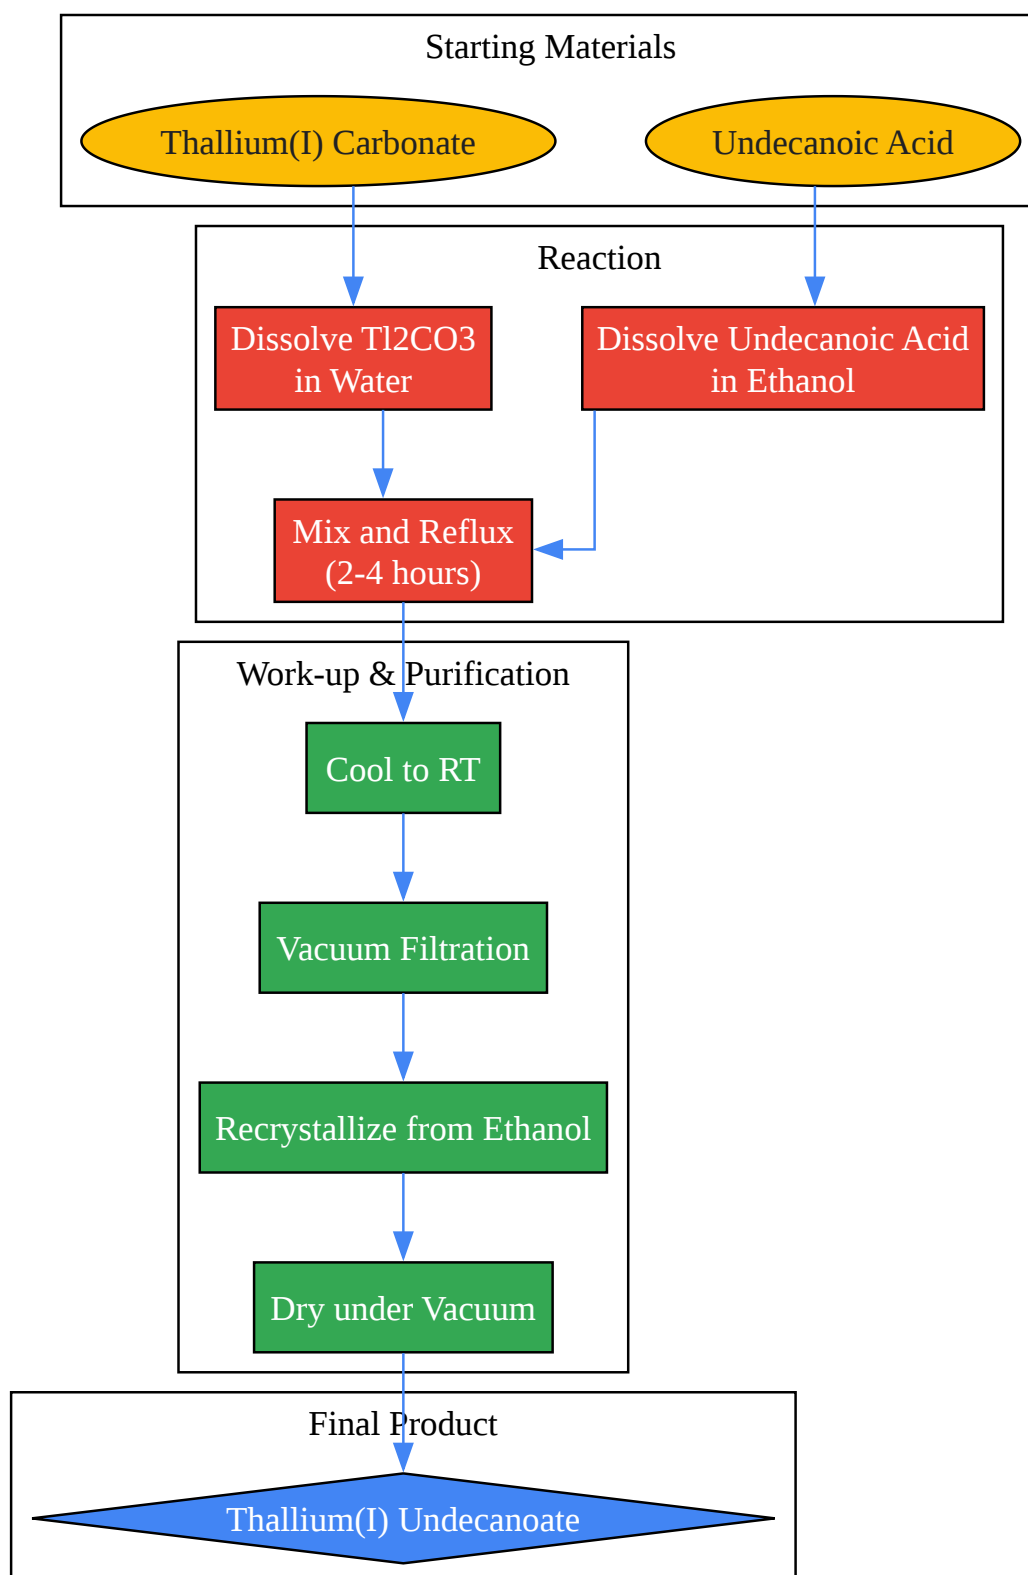 Starting Materials
Thallium(I) Carbonate
Undecanoic Acid
Reaction
Dissolve Tl2CO3
in Water
Dissolve Undecanoic Acid
in Ethanol
Mix and Reflux
(2-4 hours)
Work-up & Purification
Cool to RT
Vacuum Filtration
Recrystallize from Ethanol
Dry under Vacuum
Final Product
Thallium(I) Undecanoate